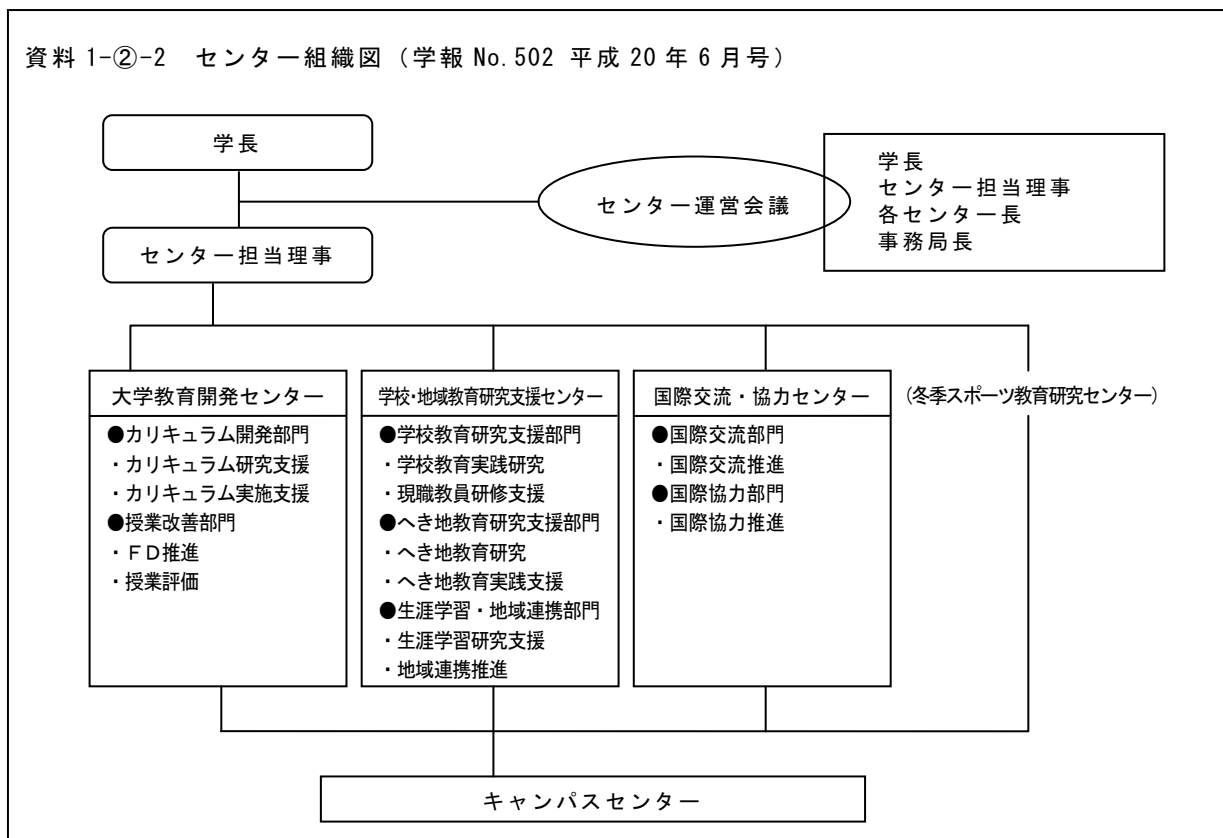 資料 1-②-2　センター組織図（学報 No.502 平成 20 年 6 月号）
学長
センター運営会議
学長
センター担当理事
各センター長
事務局長
センター担当理事
大学教育開発センター
●カリキュラム開発部門
・カリキュラム研究支援
・カリキュラム実施支援
●授業改善部門
・ＦＤ推進
・授業評価
学校・地域教育研究支援センター
●学校教育研究支援部門
・学校教育実践研究
・現職教員研修支援
●へき地教育研究支援部門
・へき地教育研究
・へき地教育実践支援
●生涯学習・地域連携部門
・生涯学習研究支援
・地域連携推進
国際交流・協力センター
●国際交流部門
・国際交流推進
●国際協力部門
・国際協力推進
（冬季スポーツ教育研究センター）
キャンパスセンター